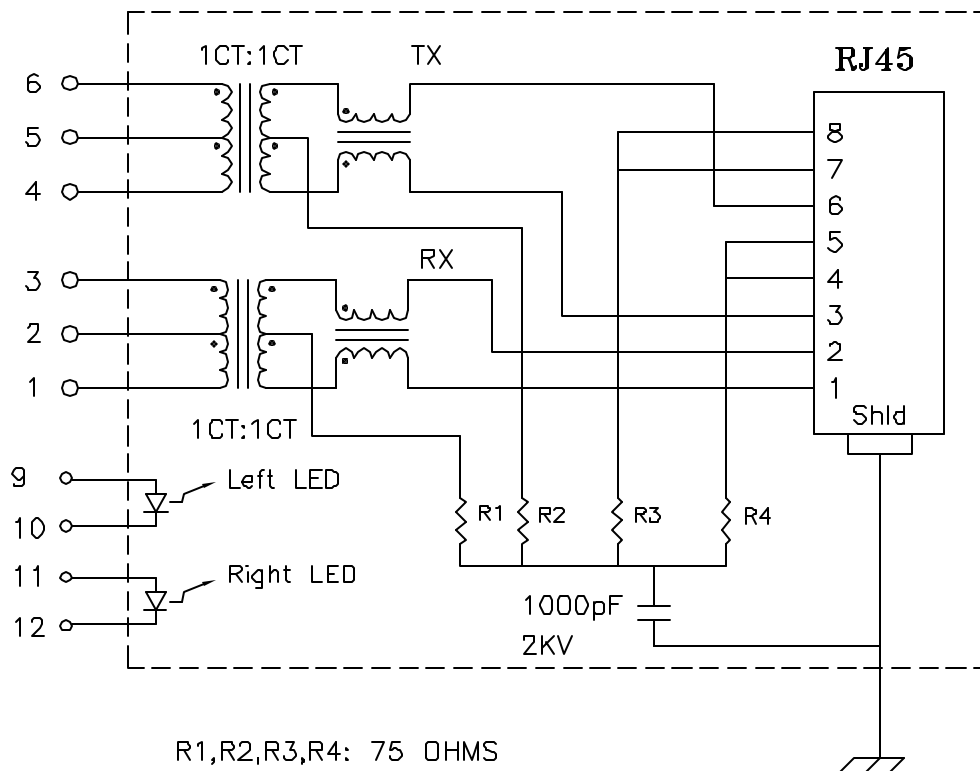 1CT:1CT
TX
RJ45
6
5
4
3
2
1
RX
8
7
6
5
4
3
2
1
Shld
1CT:1CT
9
10
Left LED
11
12
Right LED
R1
R2
R3
R4
1000pF
2KV
R1,R2,R3,R4: 75 OHMS